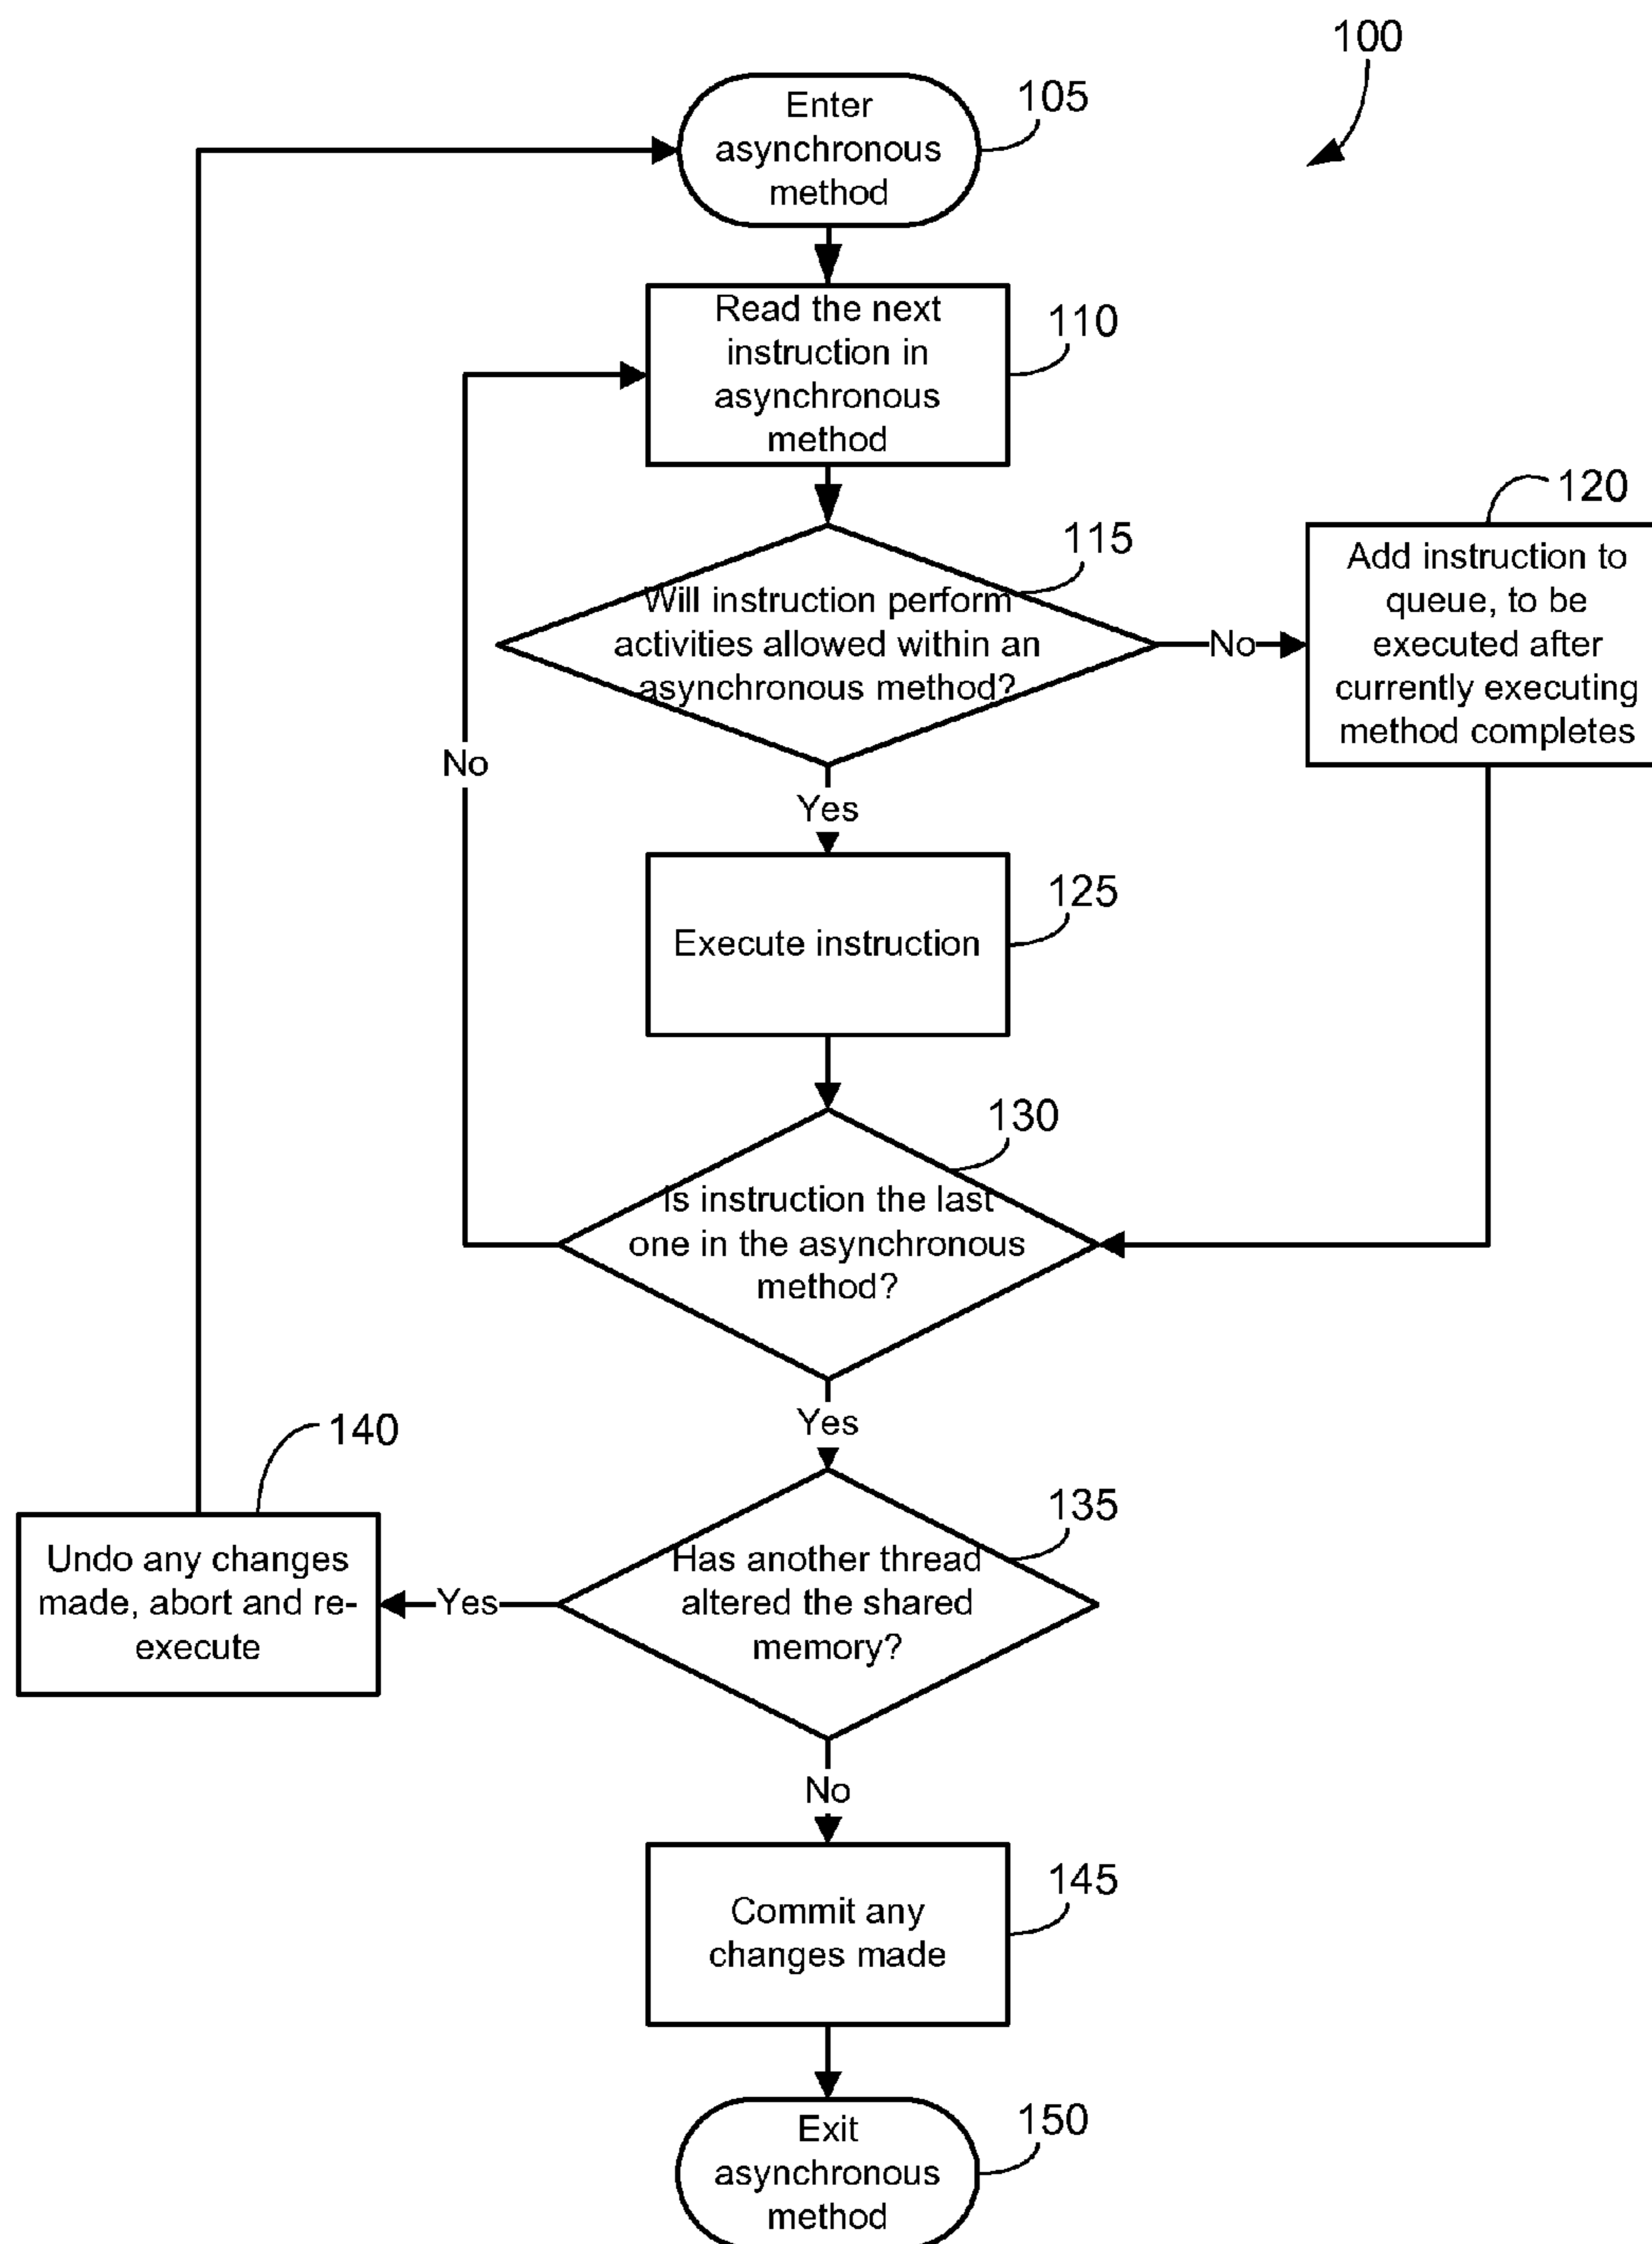 100
Enter
asynchronous
method
105
Read the next
instruction in
asynchronous
method
110
Will instruction perform
activities allowed within an
asynchronous method?
115
No
Add instruction to
queue, to be
executed after
currently executing
method completes
120
Yes
No
Execute instruction
125
Is instruction the last
one in the asynchronous
method?
130
Yes
Has another thread
altered the shared
memory?
135
Yes
Undo any changes
made, abort and re-
execute
140
No
Commit any
changes made
145
Exit
asynchronous
method
150